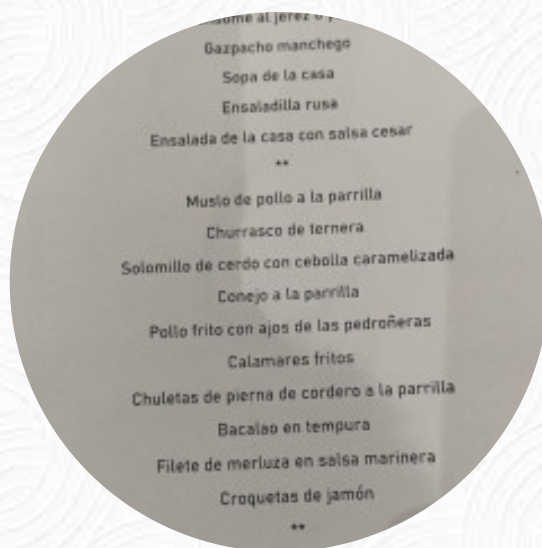 al jerez
Gazpacho manchego
Sopa de la casa
Ensaladilla rusa
Ensalada de la casa con salsa cesar
**
Muslo de pollo a la parrilla
Churrasco de ternera
Solomillo de cerdo con cebolla caramelizada
Conejo a la parrilla
Pollo frito con ajos de las pedroñeras
Calamares fritos
Chuletas de pierna de cordero a la parrilla
Bacalao en tempura
Filete de merluza en salsa marinera
Croquetas de jamón
**